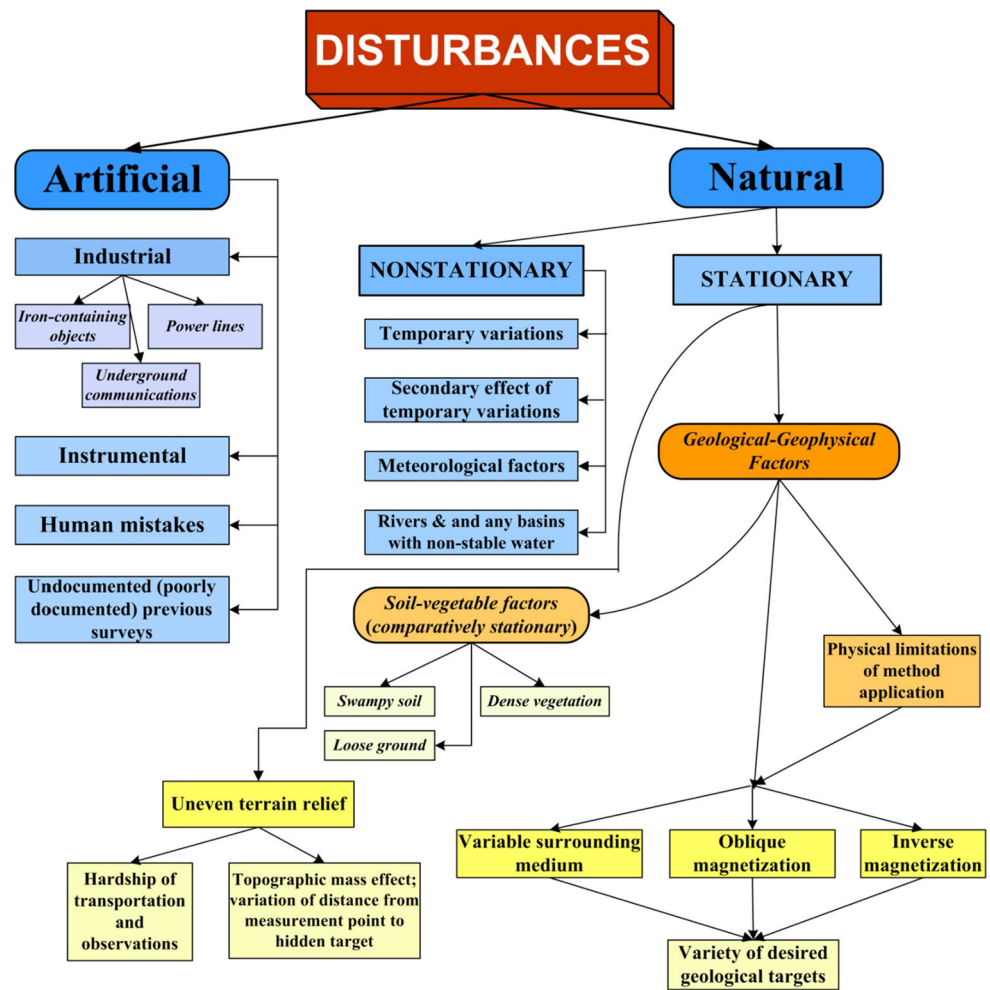 DISTURBANCES
Artificial
Natural
Industrial
Iron-containing
objects
Power lines
Underground
communications
Instrumental
Human mistakes
Undocumented (poorly
documented) previous
surveys
NONSTATIONARY
STATIONARY
Temporary variations
Secondary effect of
temporary variations
Meteorological factors
Rivers & and any basins
with non-stable water
Geological-Geophysical
Factors
Soil-vegetable factors
(comparatively stationary)
Swampy soil
Dense vegetation
Loose ground
Physical limitations
of method
application
Uneven terrain relief
Hardship of
transportation
and
observations
Topographic mass effect;
variation of distance from
measurement point to
hidden target
Variable surrounding
medium
Oblique
magnetization
Inverse
magnetization
Variety of desired
geological targets